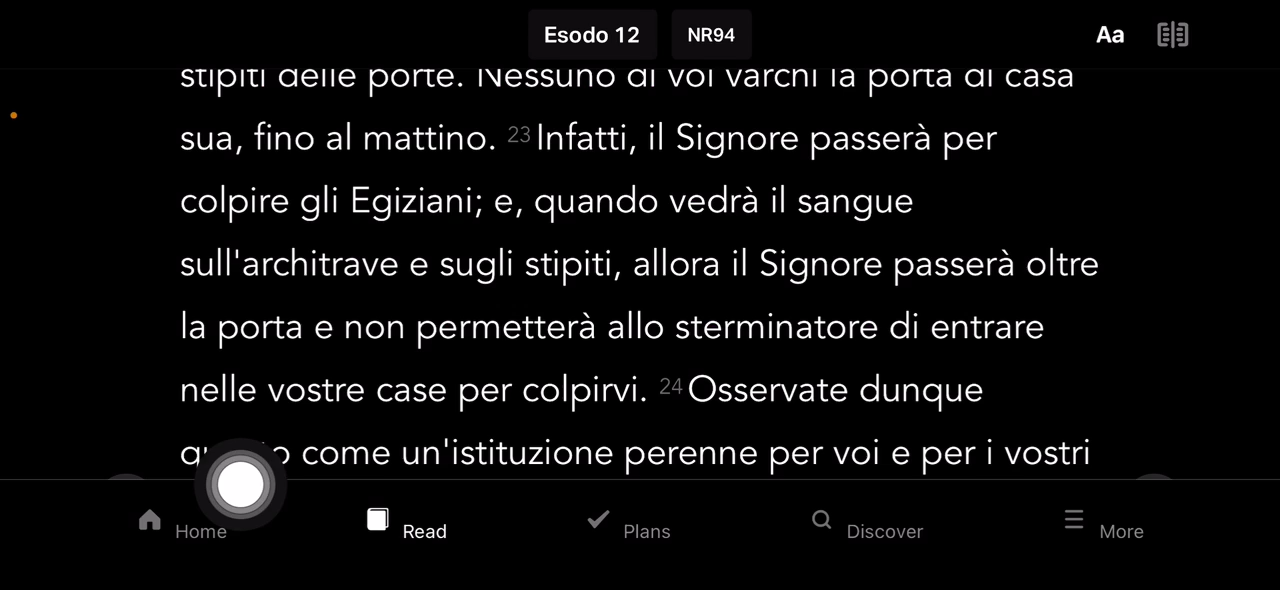 Esodo 12 NR94 Aa
stipiti delle porte. Nessuno di voi varchi la porta di casa
sua, fino al mattino. 23 Infatti, il Signore passerà per
colpire gli Egiziani; e, quando vedrà il sangue
sull'architrave e sugli stipiti, allora il Signore passerà oltre
la porta e non permetterà allo sterminatore di entrare
nelle vostre case per colpirvi. 24 Osservate dunque
come un'istituzione perenne per voi e per i vostri
Home Read Plans Discover More